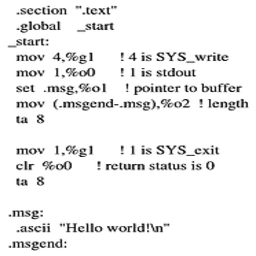 .section ".text"
.global _start
_start:
mov 4,%g1 ! 4 is SYS_write
mov 1,%o0 ! 1 is stdout
set .msg,%o1 ! pointer to buffer
mov (.msgend-.msg),%o2 ! length
ta 8
mov 1,%g1 ! 1 is SYS_exit
clr %o0 ! return status is 0
ta 8
.msg:
.ascii "Hello world!\n"
.msgend: